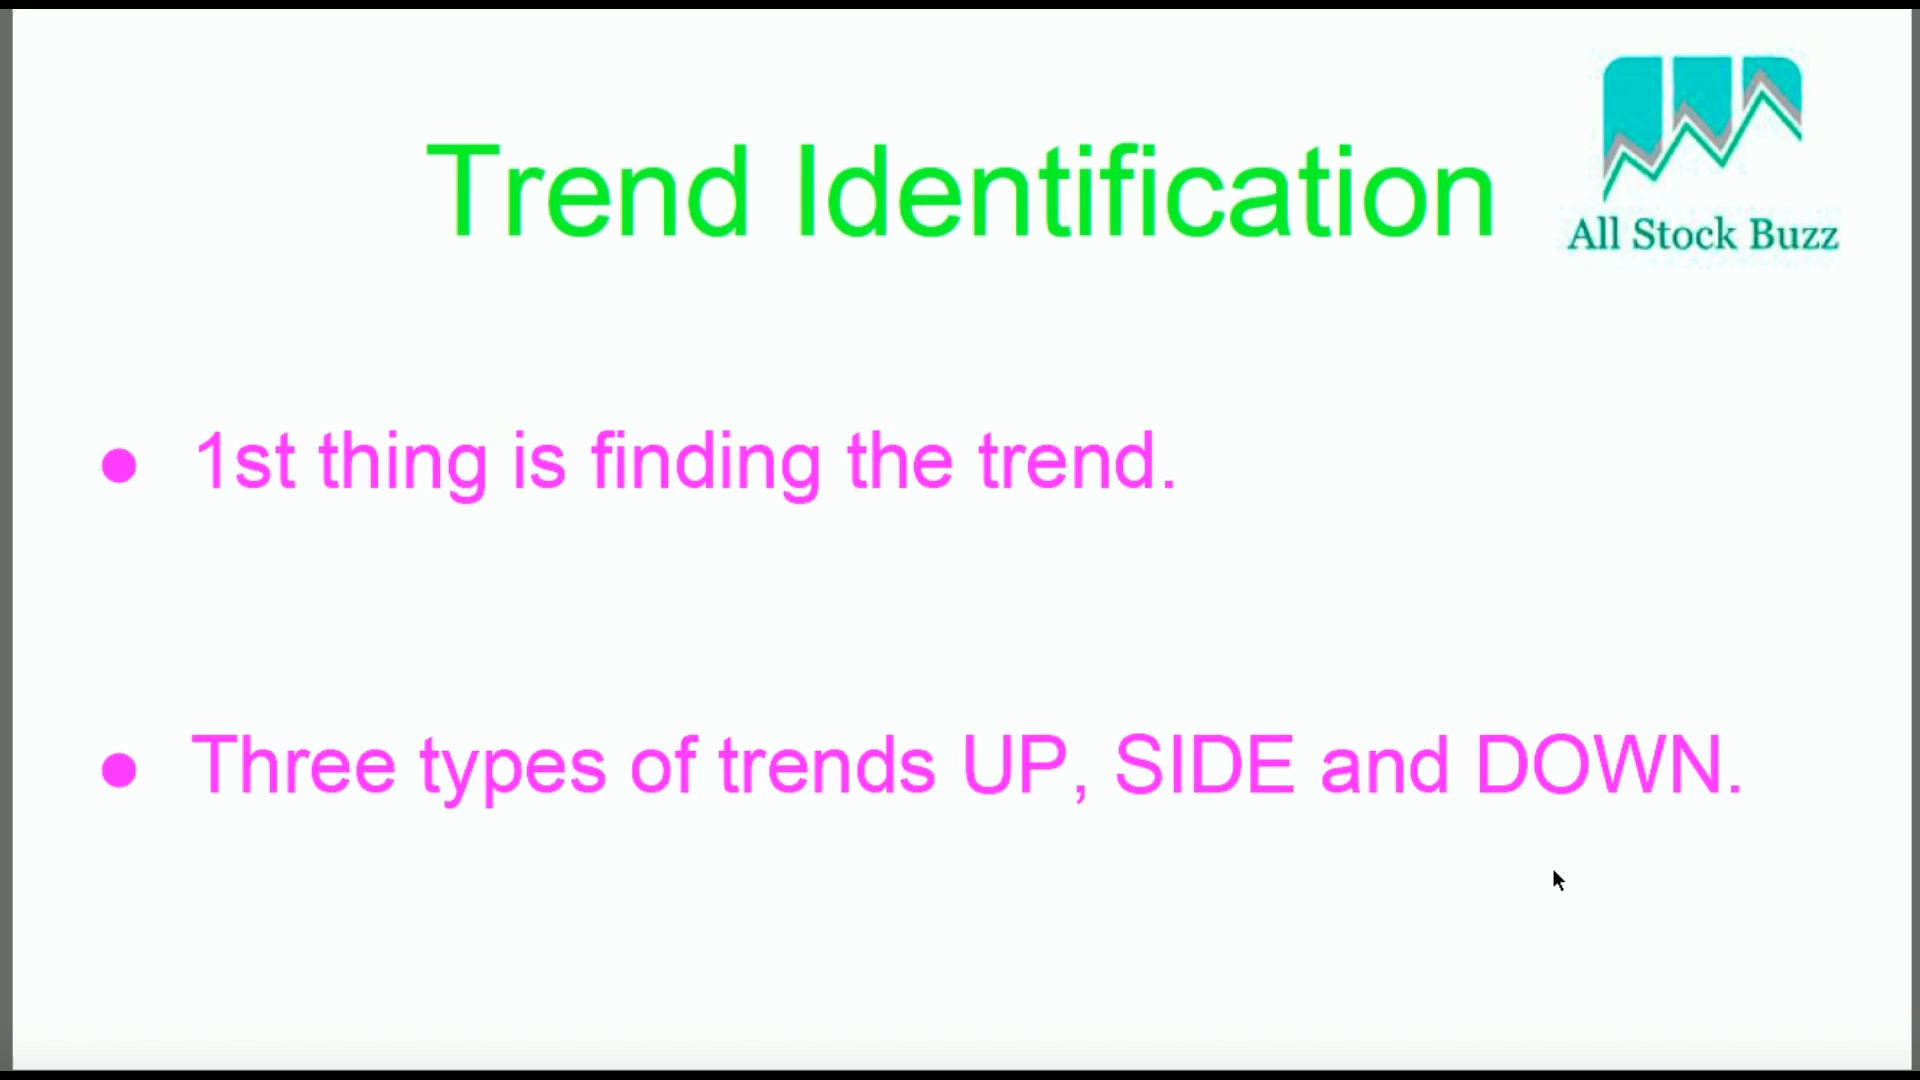 Trend Identification
All Stock Buzz
● 1st thing is finding the trend.
● Three types of trends UP, SIDE and DOWN.